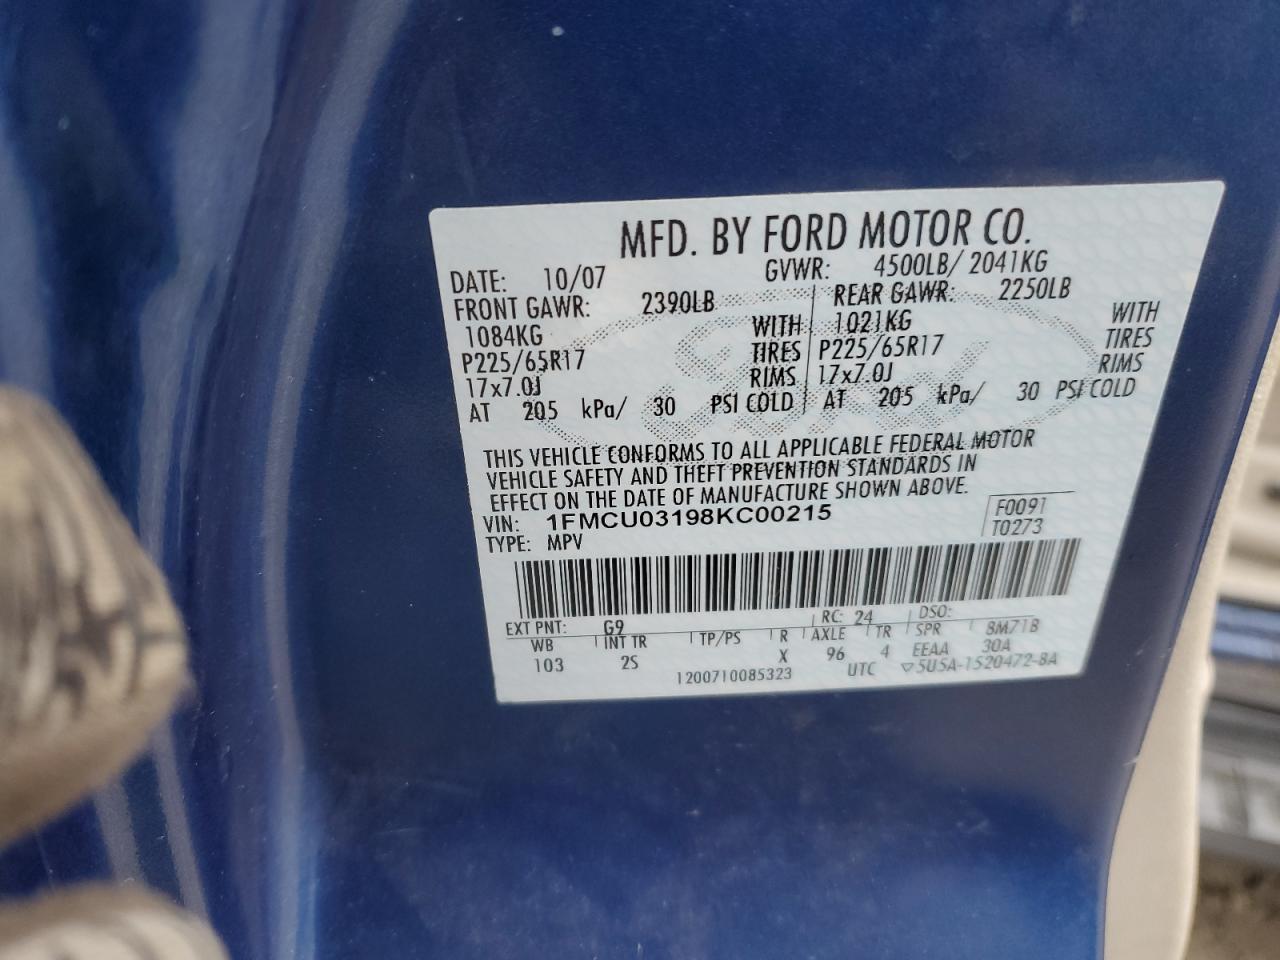 MFD. BY FORD MOTOR CO.
DATE: 10/07 GVWR: 4500LB/ 2041KG
FRONT GAWR: 2390LB REAR GAWR: 2250LB
1084KG WITH 1021KG WITH
P225/65R17 TIRES P225/65R17 TIRES
17x7.0J RIMS 17x7.0J RIMS
AT 205 kPa/ 30 PSI COLD AT 205 kPa/ 30 PSI COLD
THIS VEHICLE CONFORMS TO ALL APPLICABLE FEDERAL MOTOR
VEHICLE SAFETY AND THEFT PREVENTION STANDARDS IN
EFFECT ON THE DATE OF MANUFACTURE SHOWN ABOVE.
VIN: 1FMCU03198KC00215 F0091
TYPE: MPV T0273
EXT PNT: G9 RC: 24 DSO:
WB INT TR TP/PS R AXLE TR SPR 8M71B
103 2S X 96 4 EEAA 30A
1200710085323 UTC ▽5U5A-1520472-BA